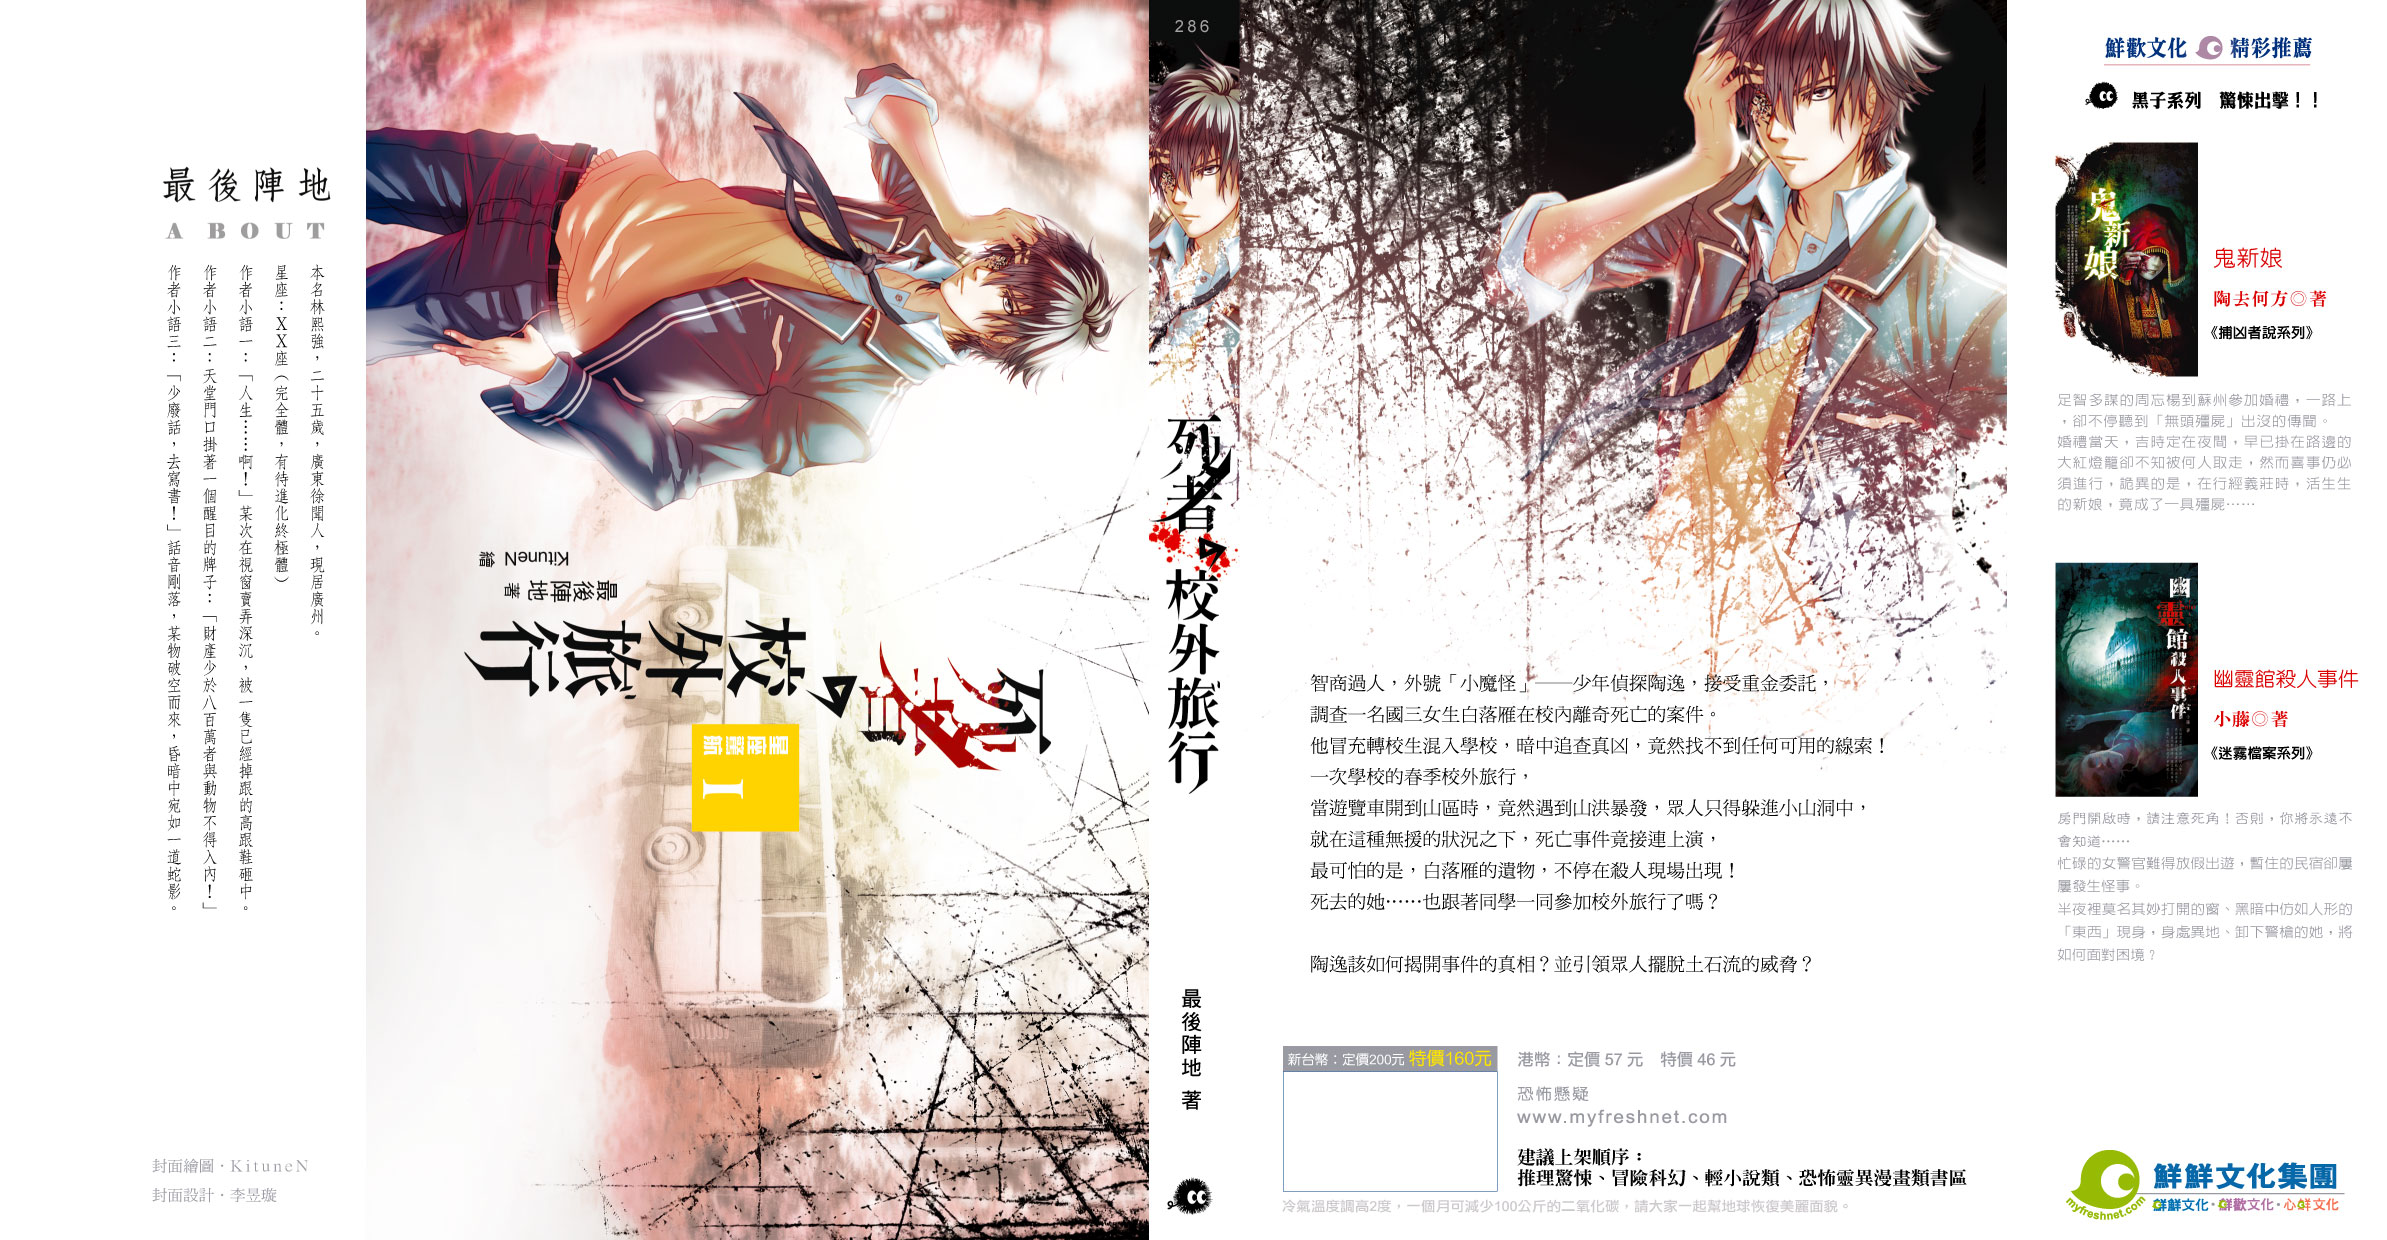 最後陣地
ABOUT
本名林熙強，二十五歲，廣東徐聞人，現居廣州。
星座：XX座（完全體，有待進化終極體）
作者小語一：「人生……啊！」某次在視窗賣弄深沉，被一隻已經掉跟的高跟鞋砸中。
作者小語二：天堂門口掛著一個醒目的牌子：「財產少於八百萬者與動物不得入內！」
作者小語三：「少廢話，去寫書！」話音剛落，某物破空而來，昏暗中宛如一道蛇影。
封面繪圖．KituneN
封面設計．李昱璇
死者の
校外旅行
星座号航
I
最後陣地 著
KituneN 繪
286
死者の校外旅行
最後陣地 著
智商過人，外號「小魔怪」──少年偵探陶逸，接受重金委託，
調查一名國三女生白落雁在校內離奇死亡的案件。
他冒充轉校生混入學校，暗中追查真凶，竟然找不到任何可用的線索！
一次學校的春季校外旅行，
當遊覽車開到山區時，竟然遇到山洪暴發，眾人只得躲進小山洞中，
就在這種無援的狀況之下，死亡事件竟接連上演，
最可怕的是，白落雁的遺物，不停在殺人現場出現！
死去的她……也跟著同學一同參加校外旅行了嗎？
陶逸該如何揭開事件的真相？並引領眾人擺脫土石流的威脅？
新台幣：定價200元 特價160元
港幣：定價 57 元 特價 46 元
恐怖懸疑
www.myfreshnet.com
建議上架順序：
推理驚悚、冒險科幻、輕小說類、恐怖靈異漫畫類書區
冷氣溫度調高2度，一個月可減少100公斤的二氧化碳，請大家一起幫地球恢復美麗面貌。
鮮歡文化 精彩推薦
黑子系列 驚悚出擊！！
鬼新娘
鬼新娘
陶去何方◎著
《捕凶者說系列》
足智多謀的周忘楊到蘇州參加婚禮，一路上
，卻不停聽到「無頭殭屍」出沒的傳聞。
婚禮當天，吉時定在夜間，早已掛在路邊的
大紅燈籠卻不知被何人取走，然而喜事仍必
須進行，詭異的是，在行經義莊時，活生生
的新娘，竟成了一具殭屍……
幽靈館殺人事件
幽靈館殺人事件
小藤◎著
《迷霧檔案系列》
房門開啟時，請注意死角！否則，你將永遠不
會知道……
忙碌的女警官難得放假出遊，暫住的民宿卻屢
屢發生怪事。
半夜裡莫名其妙打開的窗、黑暗中仿如人形的
「東西」現身，身處異地、卸下警槍的她，將
如何面對困境？
myfreshnet.com
鮮鮮文化集團
鮮鮮文化・鮮歡文化・心鮮文化